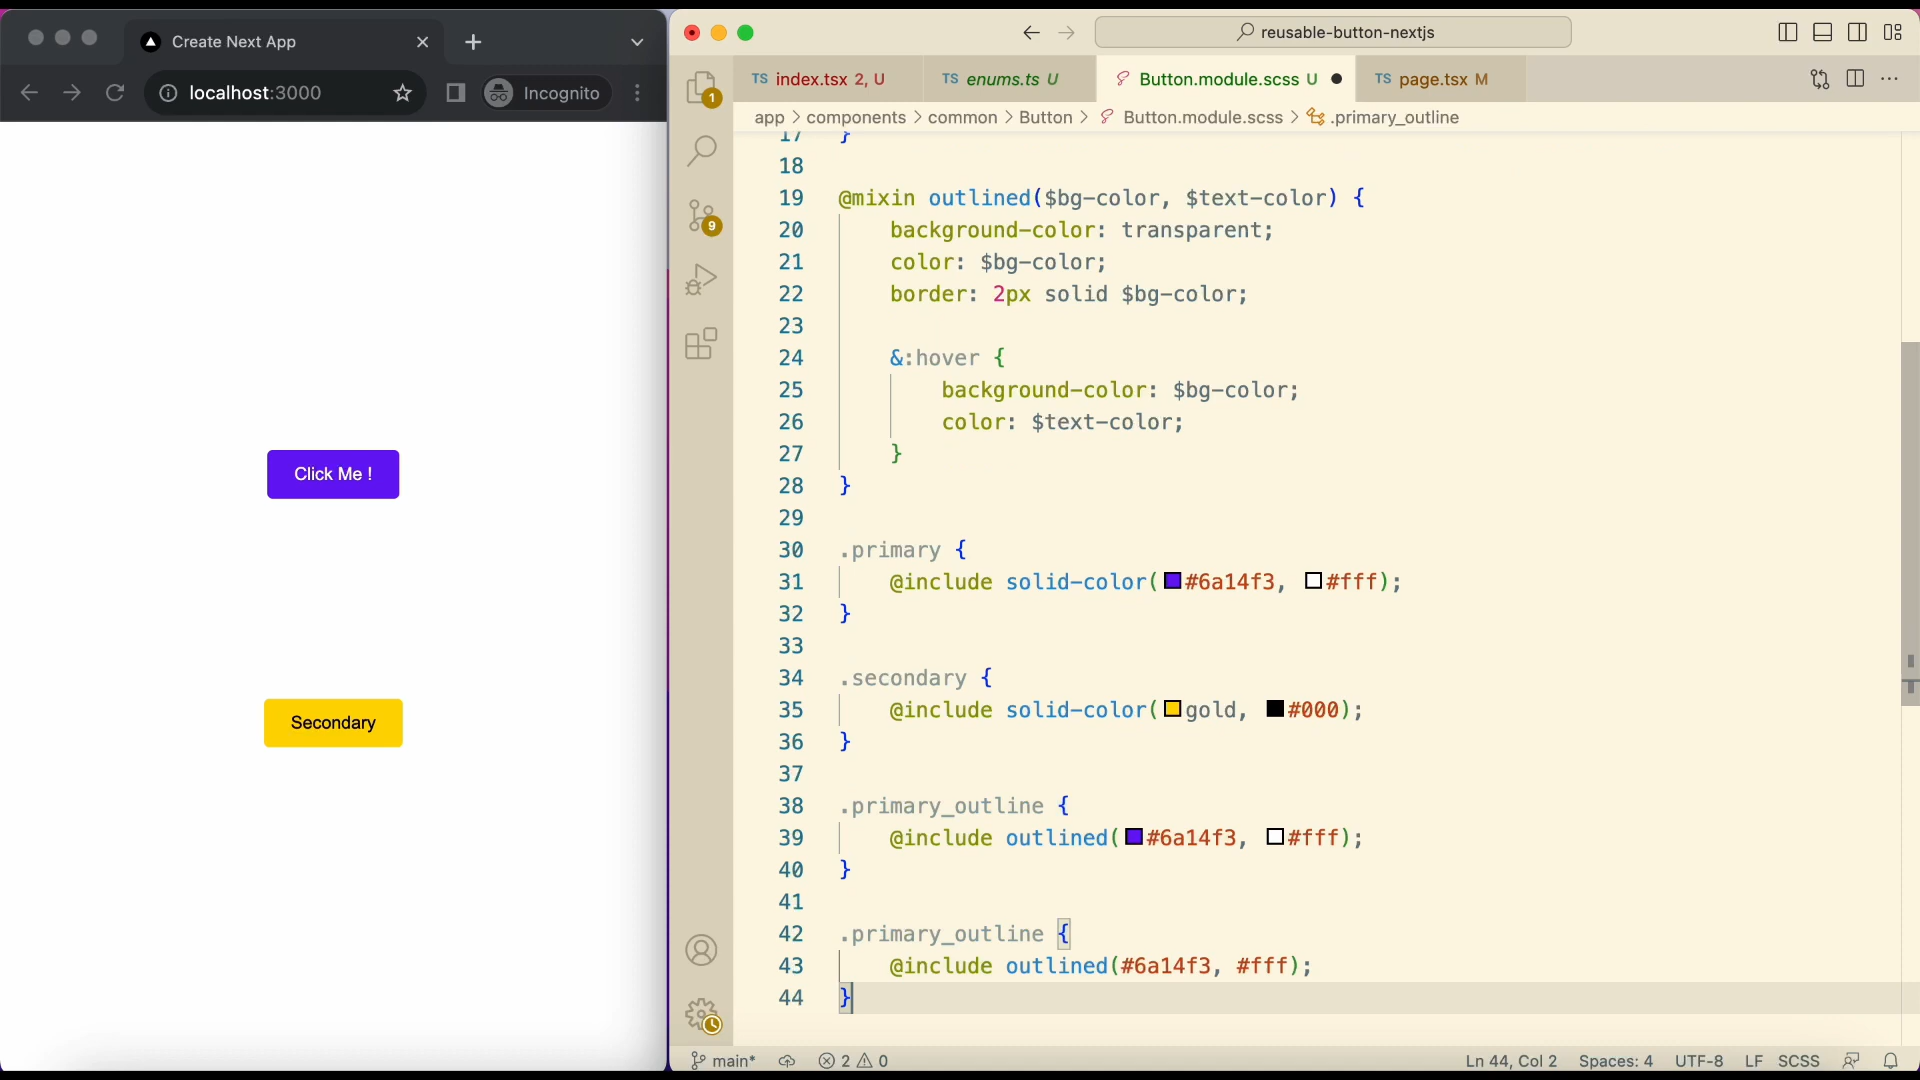 Create Next App
localhost:3000
Incognito
Click Me !
Secondary
reusable-button-nextjs
TS index.tsx 2, U
TS enums.ts U
Button.module.scss U
TS page.tsx M
app > components > common > Button > Button.module.scss > .primary_outline
1
9
17 }
18
19 @mixin outlined($bg-color, $text-color) {
20 background-color: transparent;
21 color: $bg-color;
22 border: 2px solid $bg-color;
23
24 &:hover {
25 background-color: $bg-color;
26 color: $text-color;
27 }
28 }
29
30 .primary {
31 @include solid-color(#6a14f3, #fff);
32 }
33
34 .secondary {
35 @include solid-color(gold, #000);
36 }
37
38 .primary_outline {
39 @include outlined(#6a14f3, #fff);
40 }
41
42 .primary_outline {
43 @include outlined(#6a14f3, #fff);
44 }
main* 2 0 Ln 44, Col 2 Spaces: 4 UTF-8 LF SCSS